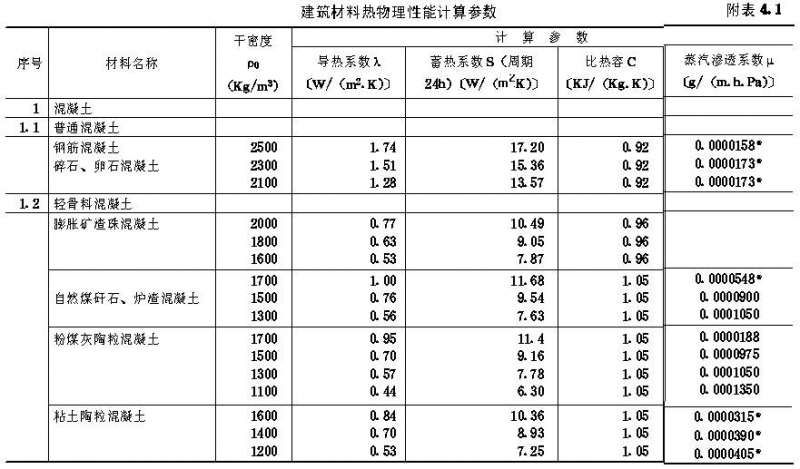 建筑材料热物理性能计算参数
附表4.1
序号 材料名称 干密度 ρ0 (Kg/m³) 计算参数
导热系数λ 〔W/(m².K)〕 蓄热系数S(周期24h)〔W/(m²K)〕 比热容C 〔KJ/(Kg.K)〕 蒸汽渗透系数μ 〔g/(m.h.Pa)〕
1 混凝土
1.1 普通混凝土
钢筋混凝土 2500 1.74 17.20 0.92 0.0000158*
碎石、卵石混凝土 2300 1.51 15.36 0.92 0.0000173*
2100 1.28 13.57 0.92 0.0000173*
1.2 轻骨料混凝土
膨胀矿渣珠混凝土 2000 0.77 10.49 0.96
1800 0.63 9.05 0.96
1600 0.53 7.87 0.96
1700 1.00 11.68 1.05 0.0000548*
自然煤矸石、炉渣混凝土 1500 0.76 9.54 1.05 0.0000900
1300 0.56 7.63 1.05 0.0001050
粉煤灰陶粒混凝土 1700 0.95 11.4 1.05 0.0000188
1500 0.70 9.16 1.05 0.0000975
1300 0.57 7.78 1.05 0.0001050
1100 0.44 6.30 1.05 0.0001350
粘土陶粒混凝土 1600 0.84 10.36 1.05 0.0000315*
1400 0.70 8.93 1.05 0.0000390*
1200 0.53 7.25 1.05 0.0000405*